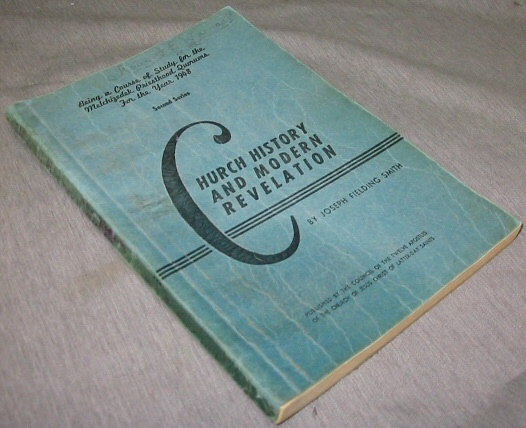 Being a Course of Study for the
Melchizedek Priesthood Quorums
For the Year 1948
Second Series
CHURCH HISTORY
AND MODERN
REVELATION
BY JOSEPH FIELDING SMITH
PUBLISHED BY THE COUNCIL OF THE TWELVE APOSTLES
OF THE CHURCH OF JESUS CHRIST OF LATTER-DAY SAINTS